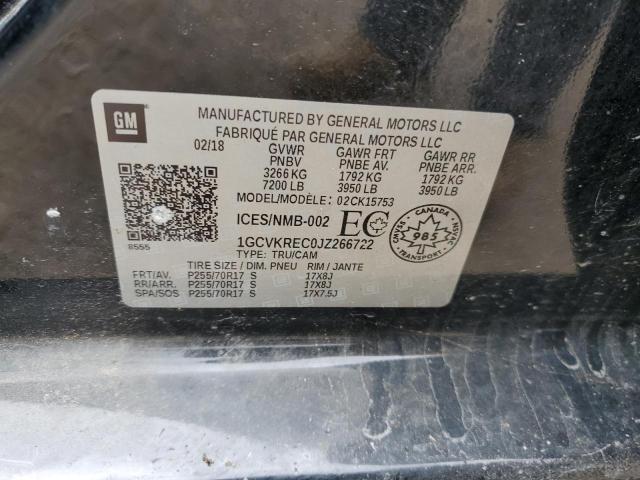 GM
MANUFACTURED BY GENERAL MOTORS LLC
FABRIQUÉ PAR GENERAL MOTORS LLC
02/18 GVWR GAWR FRT GAWR RR
PNBV PNBE AV. PNBE ARR.
3266 KG 1792 KG 1792 KG
7200 LB 3950 LB 3950 LB
MODEL/MODÈLE: 02CK15753
ICES/NMB-002 EC
1GCVKREC0JZ266722
TYPE: TRU/CAM
8555
CANADA
985
CMVSS
NSVAC
TIRE SIZE / DIM. PNEU RIM / JANTE
FRT/AV. P255/70R17 S 17X8J
RR/ARR. P255/70R17 S 17X8J
SPA/SOS P255/70R17 S 17X7.5J